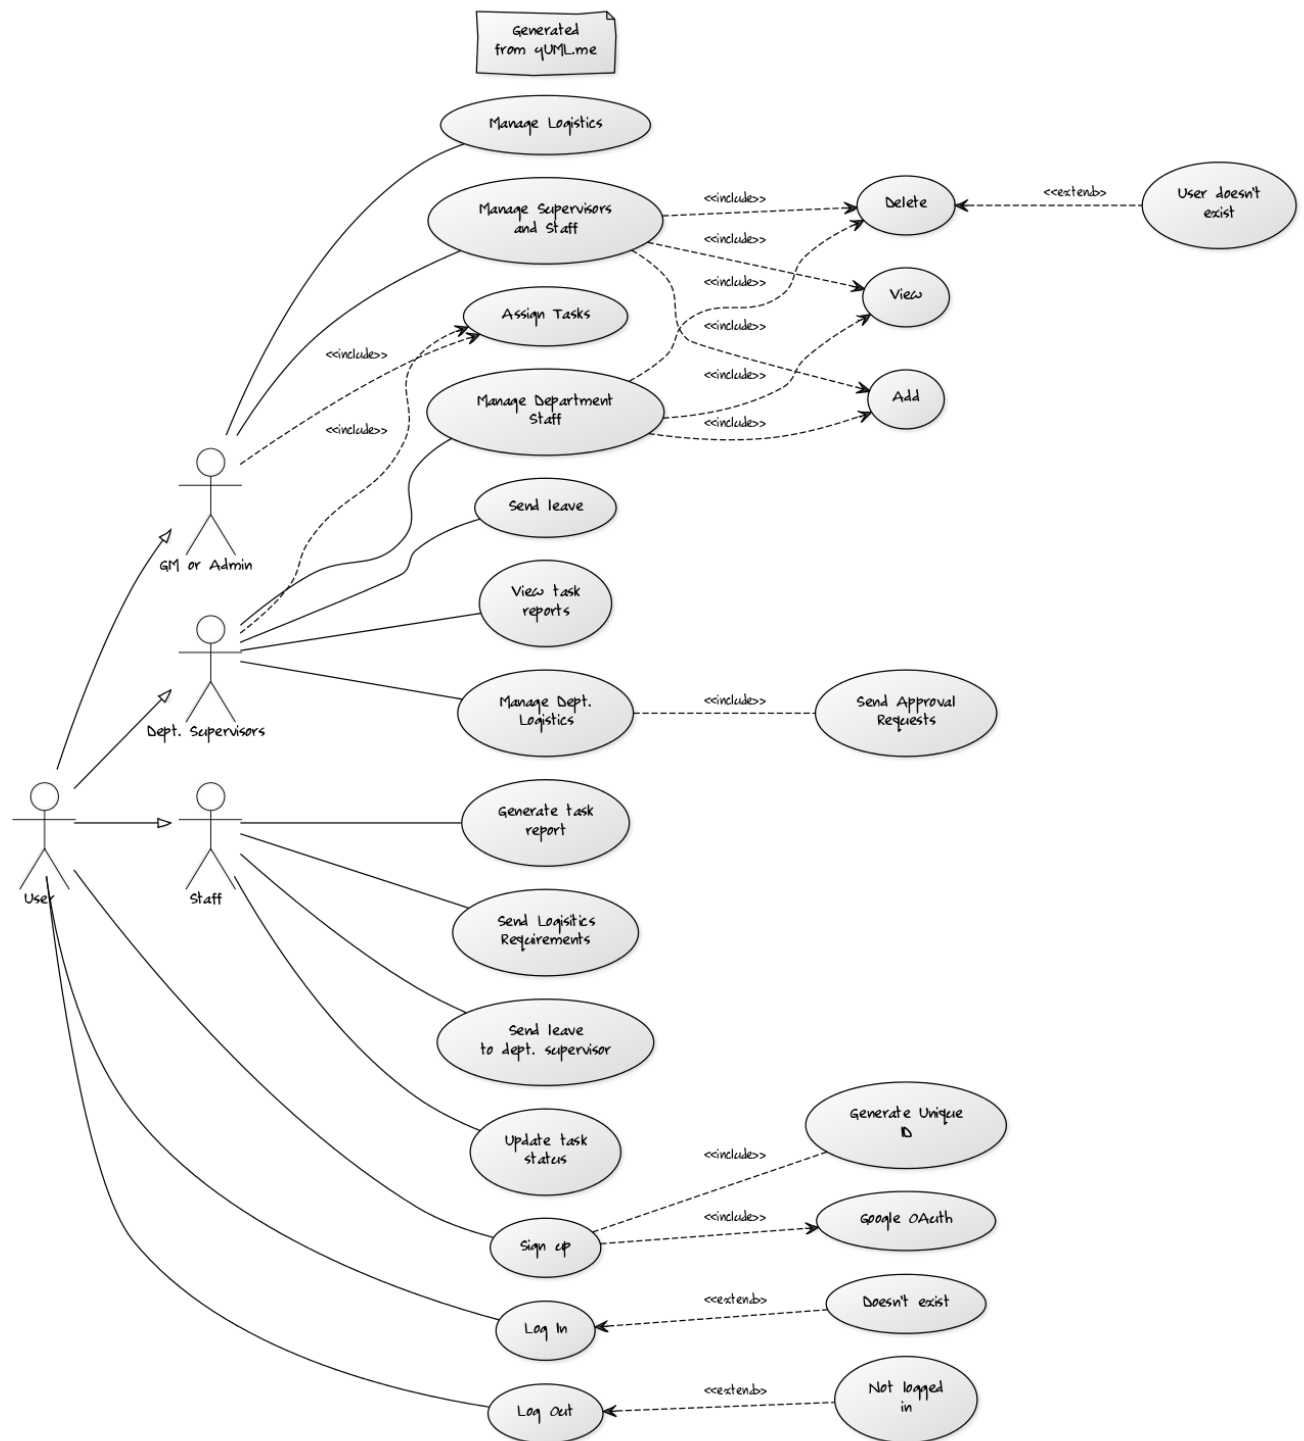 Generated
from yUML.me
Manage Logistics
Manage Supervisors
and Staff
<<include>>
Delete
<<extend>>
User doesn't
exist
<<include>>
<<include>>
View
Assign Tasks
<<include>>
<<include>>
<<include>>
Manage Department
Staff
Add
<<include>>
<<include>>
GM or Admin
Send leave
View task
reports
Dept. Supervisors
Manage Dept.
Logistics
<<include>>
Send Approval
Requests
User
Staff
Generate task
report
Send Logisitics
Requirements
Send leave
to dept. supervisor
Update task
status
<<include>>
Generate Unique
ID
Sign up
<<include>>
Google OAuth
Log In
<<extend>>
Doesn't exist
Log Out
<<extend>>
Not logged
in